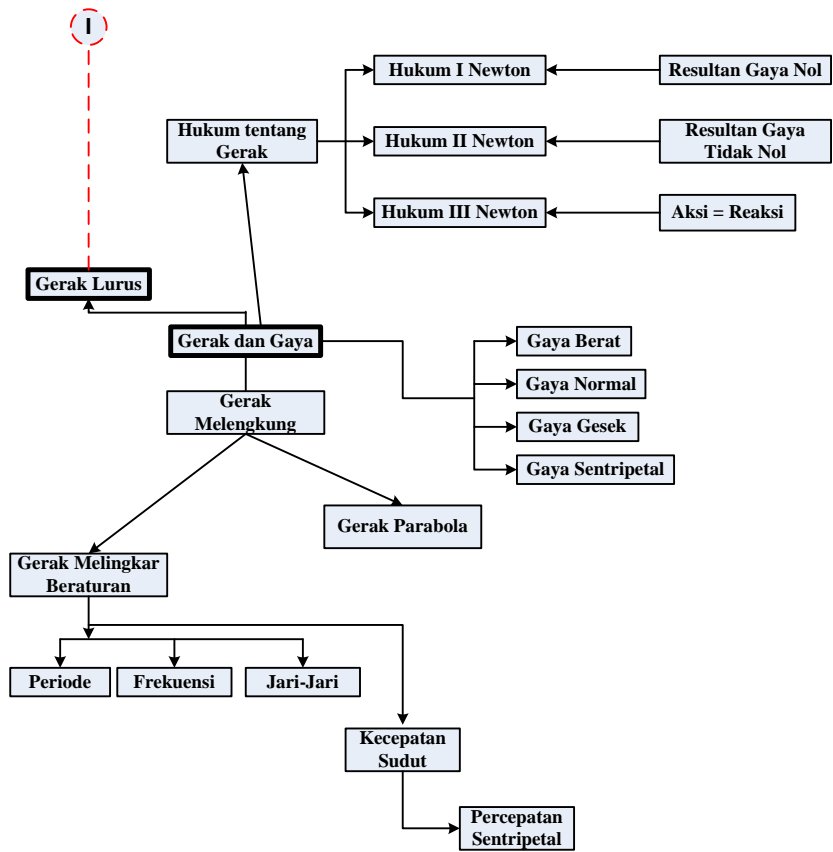 I
Hukum I Newton
Resultan Gaya Nol
Hukum tentang
Gerak
Hukum II Newton
Resultan Gaya
Tidak Nol
Hukum III Newton
Aksi = Reaksi
Gerak Lurus
Gerak dan Gaya
Gaya Berat
Gaya Normal
Gaya Gesek
Gaya Sentripetal
Gerak
Melengkung
Gerak Parabola
Gerak Melingkar
Beraturan
Periode
Frekuensi
Jari-Jari
Kecepatan
Sudut
Percepatan
Sentripetal